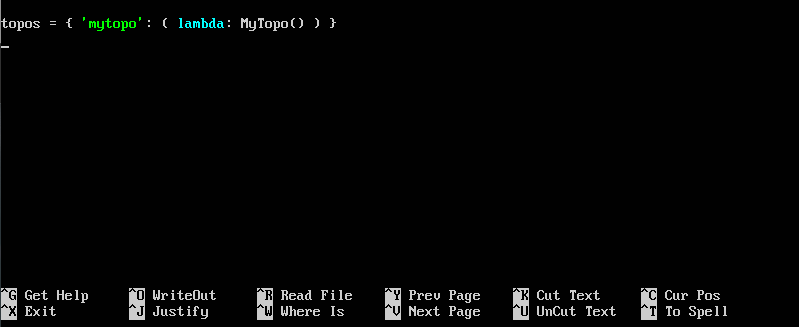 topos = { 'mytopo': ( lambda: MyTopo() ) }
^G Get Help ^O WriteOut ^R Read File ^Y Prev Page ^K Cut Text ^C Cur Pos
^X Exit ^J Justify ^W Where Is ^V Next Page ^U UnCut Text ^T To Spell